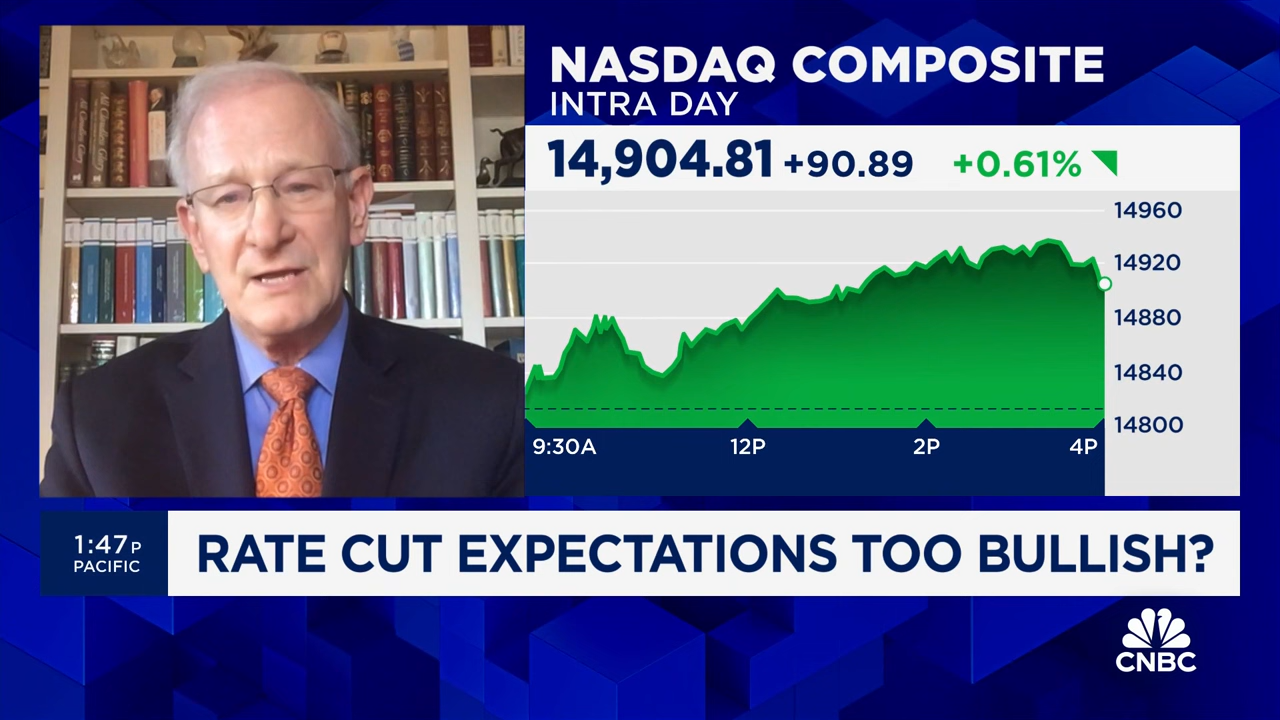 NASDAQ COMPOSITE
INTRA DAY
14,904.81 +90.89 +0.61%
14960
14920
14880
14840
14800
9:30A 12P 2P 4P
1:47P
PACIFIC
RATE CUT EXPECTATIONS TOO BULLISH?
CNBC